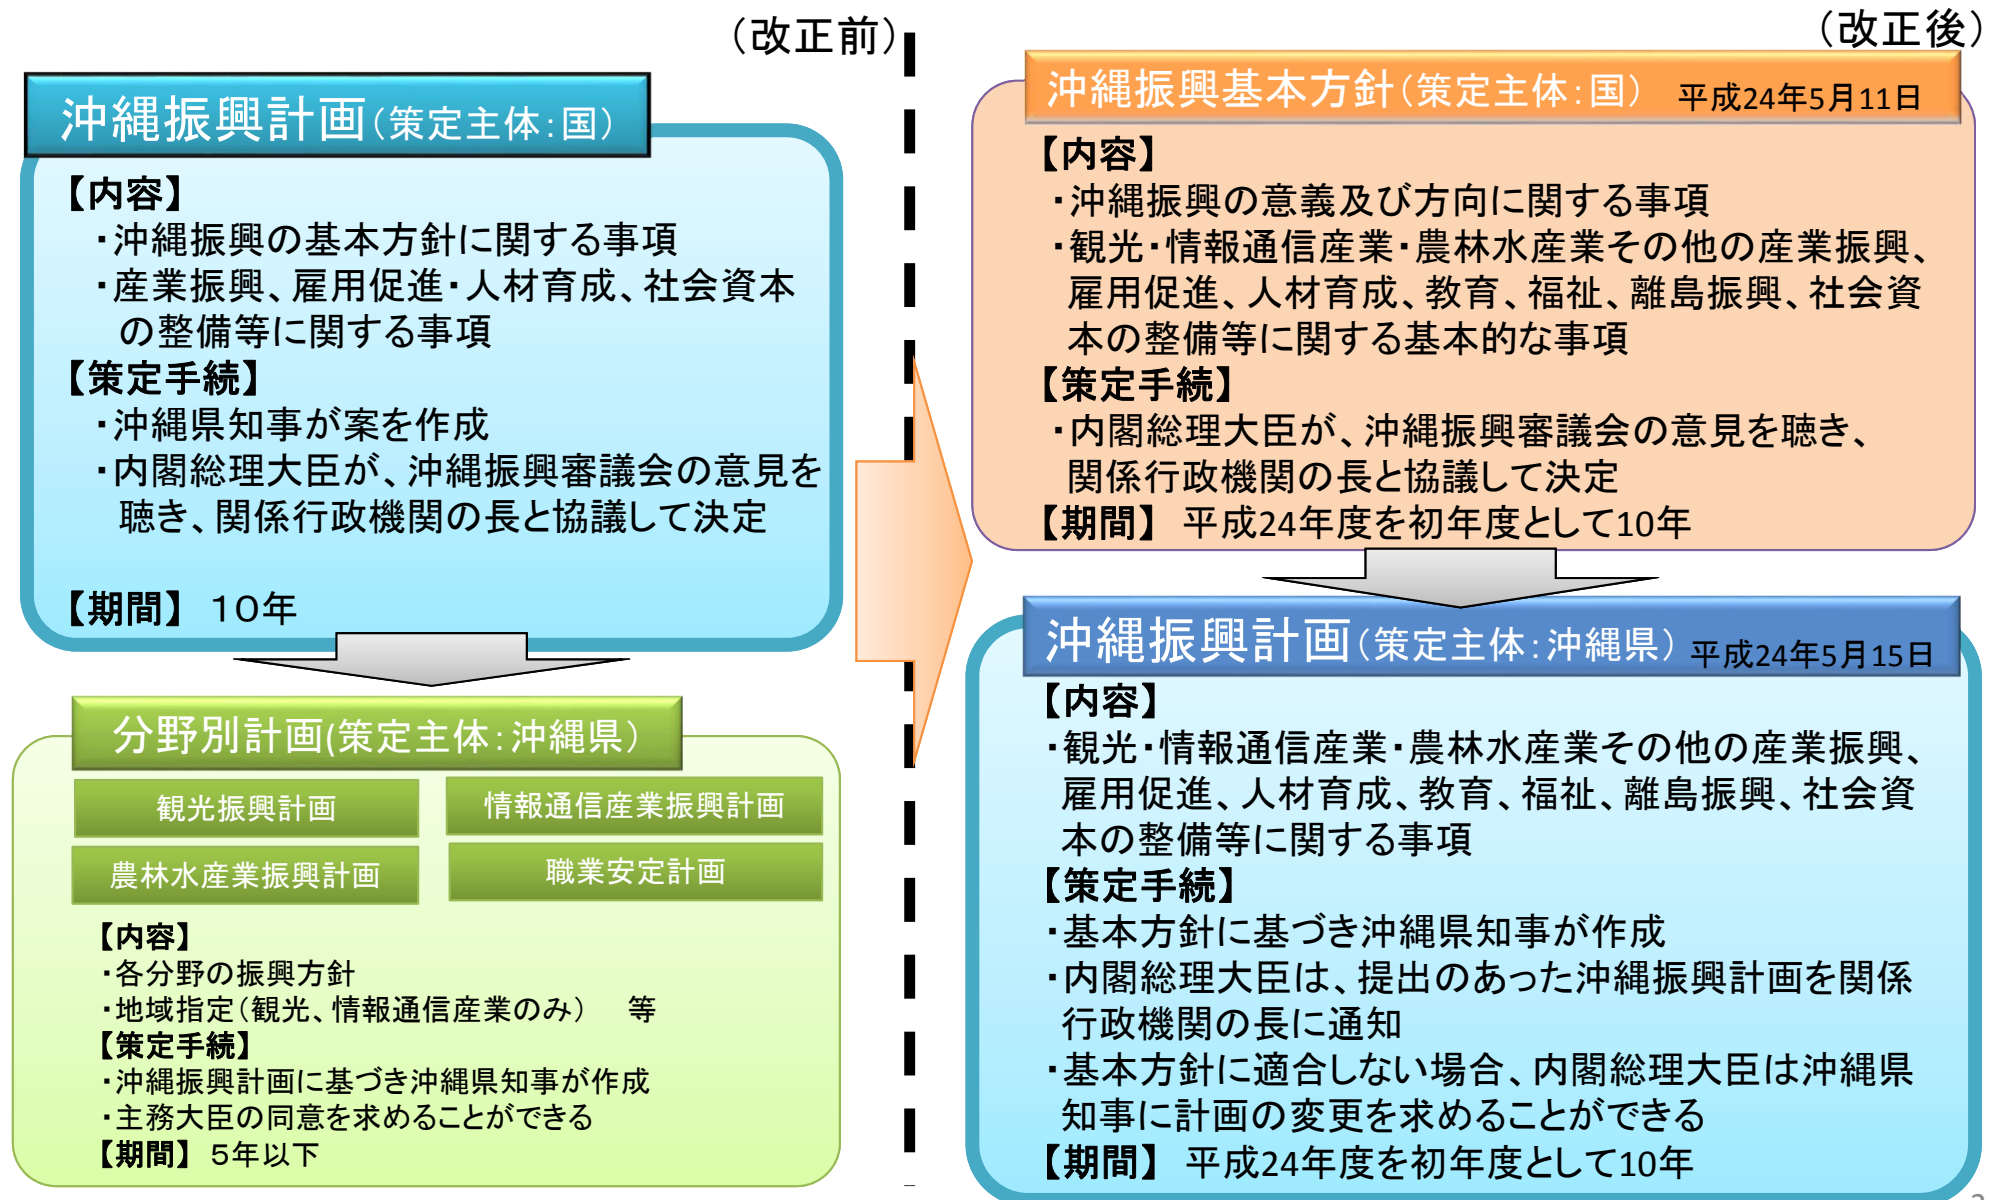 （改正前）
沖縄振興計画（策定主体：国）
【内容】
・沖縄振興の基本方針に関する事項
・産業振興、雇用促進・人材育成、社会資本
の整備等に関する事項
【策定手続】
・沖縄県知事が案を作成
・内閣総理大臣が、沖縄振興審議会の意見を
聴き、関係行政機関の長と協議して決定
【期間】 １０年
分野別計画(策定主体：沖縄県）
観光振興計画
情報通信産業振興計画
農林水産業振興計画
職業安定計画
【内容】
・各分野の振興方針
・地域指定（観光、情報通信産業のみ）　等
【策定手続】
・沖縄振興計画に基づき沖縄県知事が作成
・主務大臣の同意を求めることができる
【期間】 ５年以下
（改正後）
沖縄振興基本方針（策定主体：国） 平成24年5月11日
【内容】
・沖縄振興の意義及び方向に関する事項
・観光・情報通信産業・農林水産業その他の産業振興、
雇用促進、人材育成、教育、福祉、離島振興、社会資
本の整備等に関する基本的な事項
【策定手続】
・内閣総理大臣が、沖縄振興審議会の意見を聴き、
関係行政機関の長と協議して決定
【期間】 平成24年度を初年度として10年
沖縄振興計画（策定主体：沖縄県） 平成24年5月15日
【内容】
・観光・情報通信産業・農林水産業その他の産業振興、
雇用促進、人材育成、教育、福祉、離島振興、社会資
本の整備等に関する事項
【策定手続】
・基本方針に基づき沖縄県知事が作成
・内閣総理大臣は、提出のあった沖縄振興計画を関係
行政機関の長に通知
・基本方針に適合しない場合、内閣総理大臣は沖縄県
知事に計画の変更を求めることができる
【期間】 平成24年度を初年度として10年